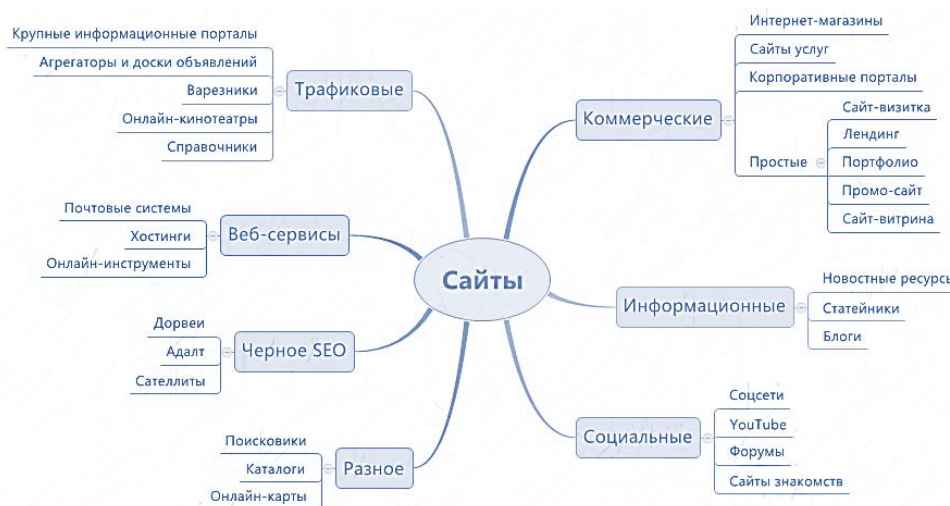 Сайты
Трафиковые
Крупные информационные порталы
Агрегаторы и доски объявлений
Варезники
Онлайн-кинотеатры
Справочники
Веб-сервисы
Почтовые системы
Хостинги
Онлайн-инструменты
Черное SEO
Дорвеи
Адалт
Сателлиты
Разное
Поисковики
Каталоги
Онлайн-карты
Коммерческие
Интернет-магазины
Сайты услуг
Корпоративные порталы
Простые
Сайт-визитка
Лендинг
Портфолио
Промо-сайт
Сайт-витрина
Информационные
Новостные ресурсы
Статейники
Блоги
Социальные
Соцсети
YouTube
Форумы
Сайты знакомств